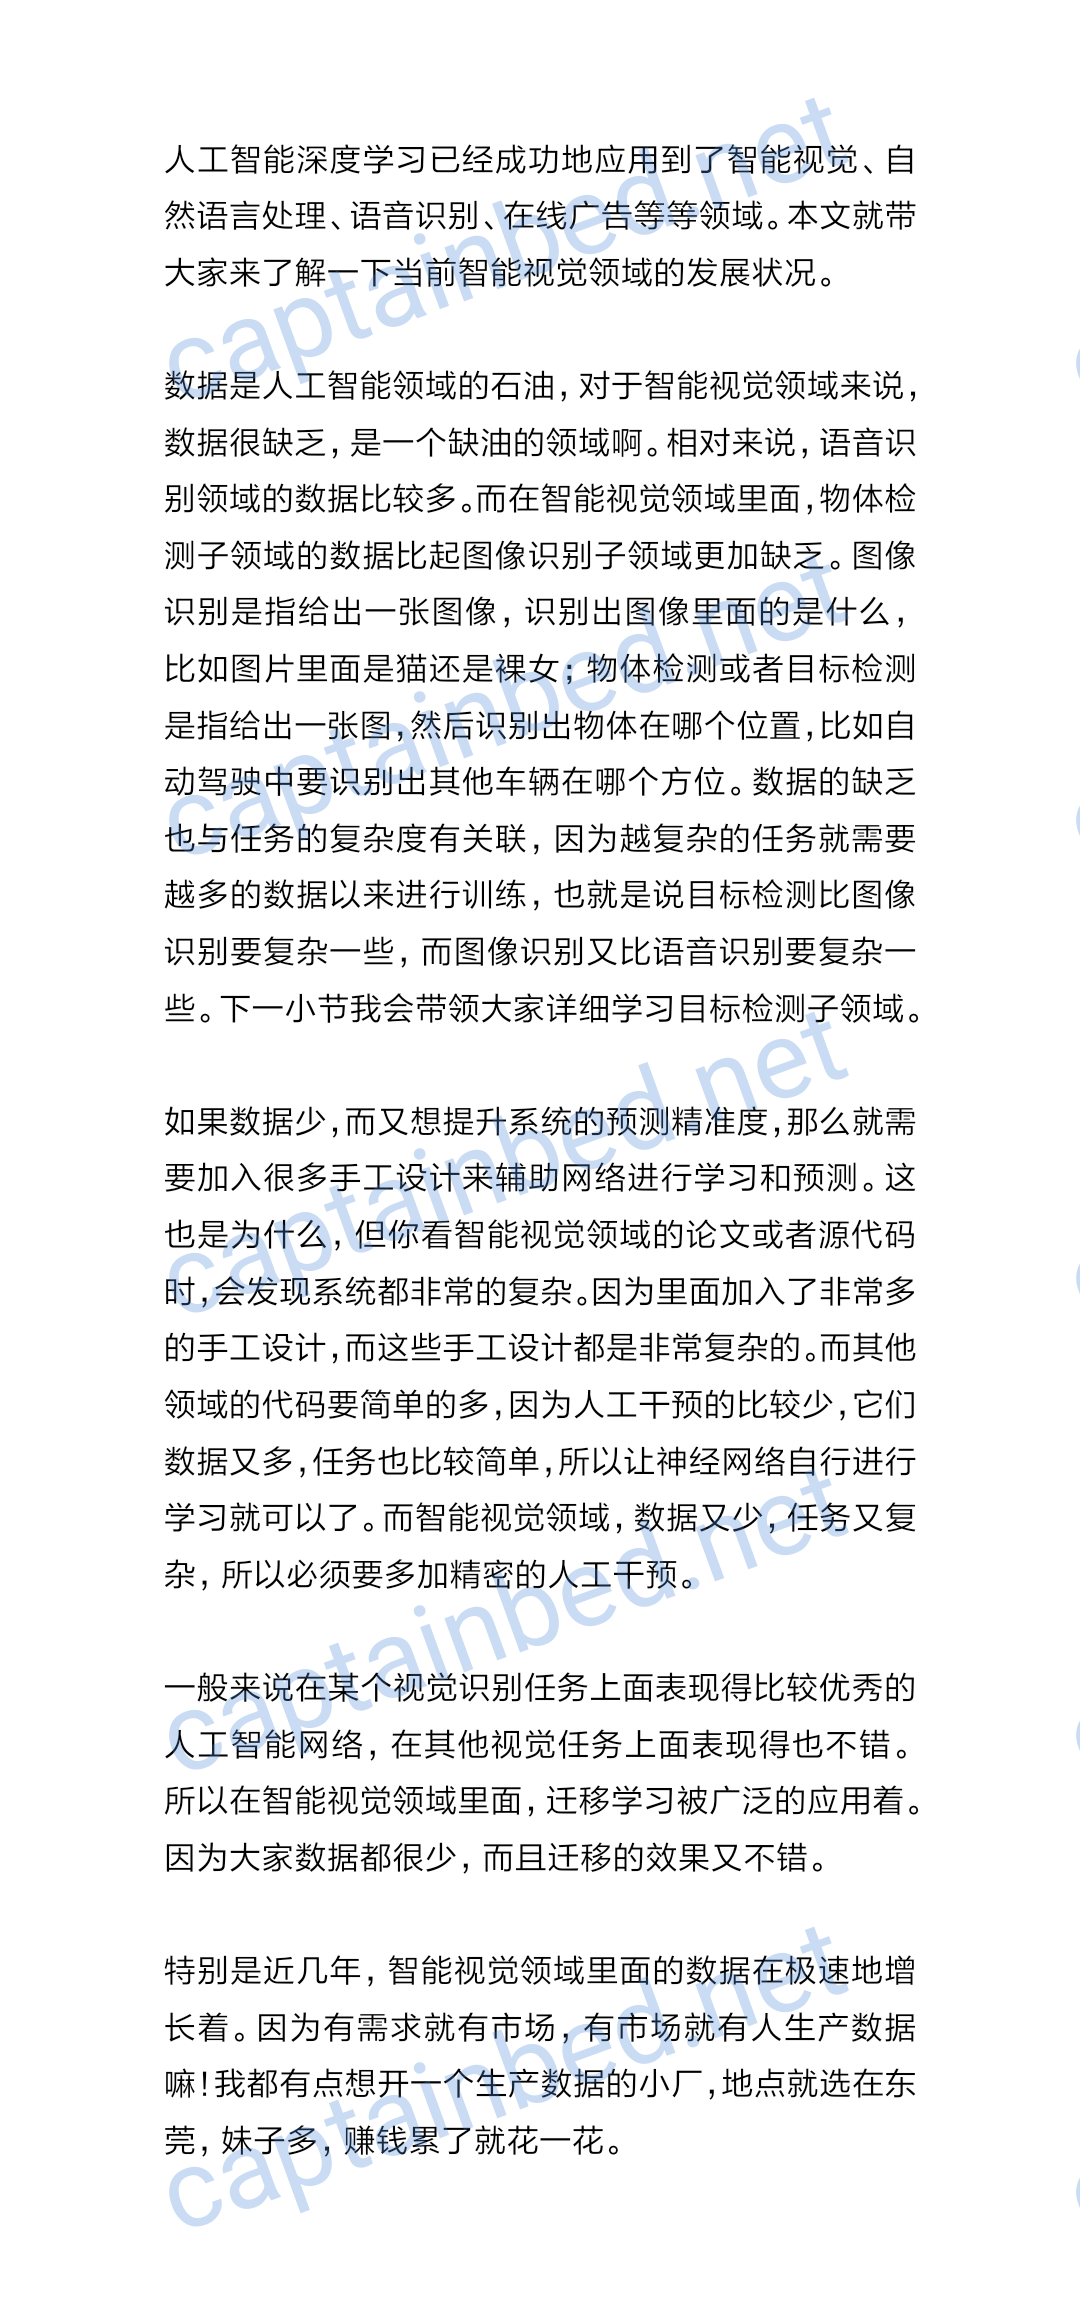 人工智能深度学习已经成功地应用到了智能视觉、自
然语言处理、语音识别、在线广告等等领域。本文就带
大家来了解一下当前智能视觉领域的发展状况。
数据是人工智能领域的石油，对于智能视觉领域来说，
数据很缺乏，是一个缺油的领域啊。相对来说，语音识
别领域的数据比较多。而在智能视觉领域里面，物体检
测子领域的数据比起图像识别子领域更加缺乏。图像
识别是指给出一张图像，识别出图像里面的是什么，
比如图片里面是猫还是裸女；物体检测或者目标检测
是指给出一张图，然后识别出物体在哪个位置，比如自
动驾驶中要识别出其他车辆在哪个方位。数据的缺乏
也与任务的复杂度有关联，因为越复杂的任务就需要
越多的数据以来进行训练，也就是说目标检测比图像
识别要复杂一些，而图像识别又比语音识别要复杂一
些。下一小节我会带领大家详细学习目标检测子领域。
如果数据少，而又想提升系统的预测精准度，那么就需
要加入很多手工设计来辅助网络进行学习和预测。这
也是为什么，但你看智能视觉领域的论文或者源代码
时，会发现系统都非常的复杂。因为里面加入了非常多
的手工设计，而这些手工设计都是非常复杂的。而其他
领域的代码要简单的多，因为人工干预的比较少，它们
数据又多，任务也比较简单，所以让神经网络自行进行
学习就可以了。而智能视觉领域，数据又少，任务又复
杂，所以必须要多加精密的人工干预。
一般来说在某个视觉识别任务上面表现得比较优秀的
人工智能网络，在其他视觉任务上面表现得也不错。
所以在智能视觉领域里面，迁移学习被广泛的应用着。
因为大家数据都很少，而且迁移的效果又不错。
特别是近几年，智能视觉领域里面的数据在极速地增
长着。因为有需求就有市场，有市场就有人生产数据
嘛！我都有点想开一个生产数据的小厂，地点就选在东
莞，妹子多，赚钱累了就花一花。
captainbed.net
captainbed.net
captainbed.net
captainbed.net
captainbed.net